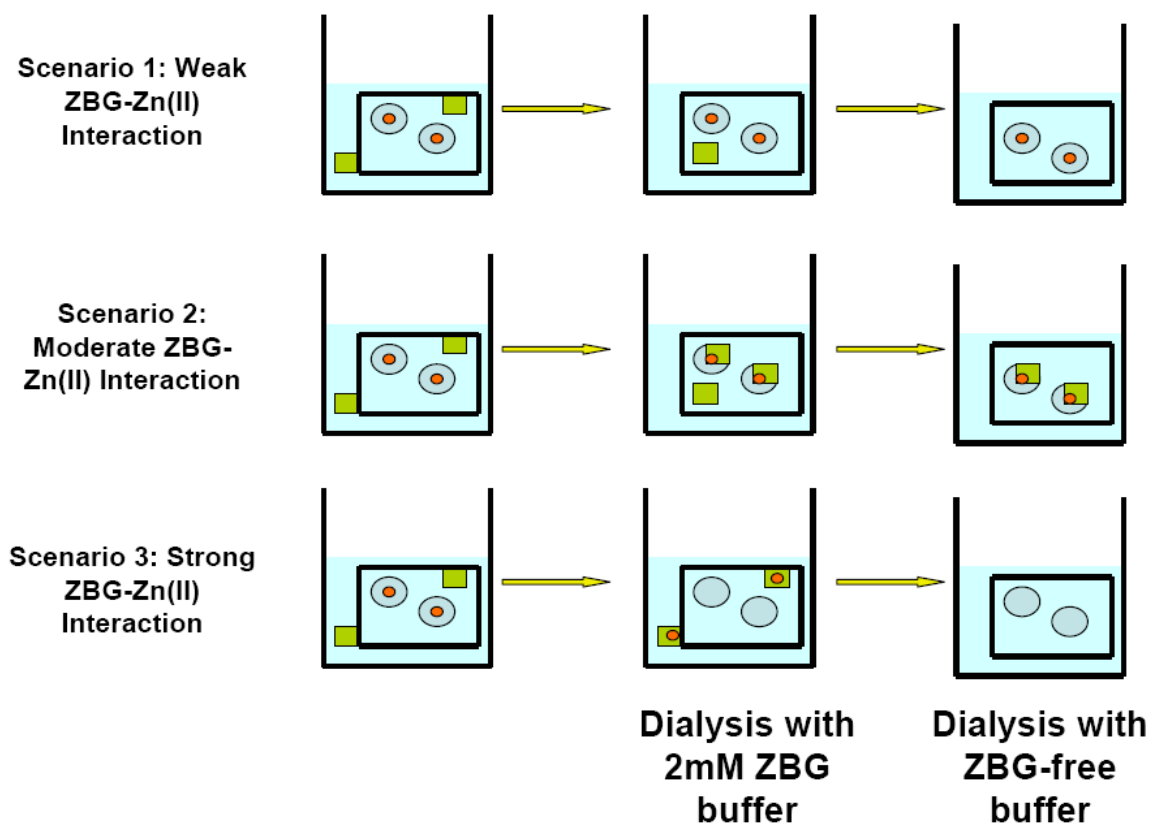 Scenario 1: Weak
ZBG-Zn(II)
Interaction
Scenario 2:
Moderate ZBG-
Zn(II) Interaction
Scenario 3: Strong
ZBG-Zn(II)
Interaction
Dialysis with
2mM ZBG
buffer
Dialysis with
ZBG-free
buffer